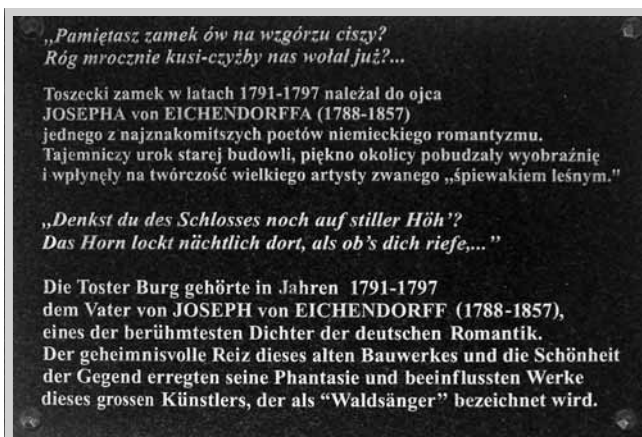 „Pamiętasz zamek ów na wzgórzu ciszy?
Róg mrocznie kusi-czyżby nas wołał już?...
Toszecki zamek w latach 1791-1797 należał do ojca
JOSEPHA von EICHENDORFFA (1788-1857)
jednego z najznakomitszych poetów niemieckiego romantyzmu.
Tajemniczy urok starej budowli, piękno okolicy pobudzały wyobraźnię
i wpłynęły na twórczość wielkiego artysty zwanego „śpiewakiem leśnym."
„Denkst du des Schlosses noch auf stiller Höh'?
Das Horn lockt nächtlich dort, als ob's dich riefe,..."
Die Toster Burg gehörte in Jahren 1791-1797
dem Vater von JOSEPH von EICHENDORFF (1788-1857),
eines der berühmtesten Dichter der deutschen Romantik.
Der geheimnisvolle Reiz dieses alten Bauwerkes und die Schönheit
der Gegend erregten seine Phantasie und beeinflussten Werke
dieses grossen Künstlers, der als “Waldsänger” bezeichnet wird.